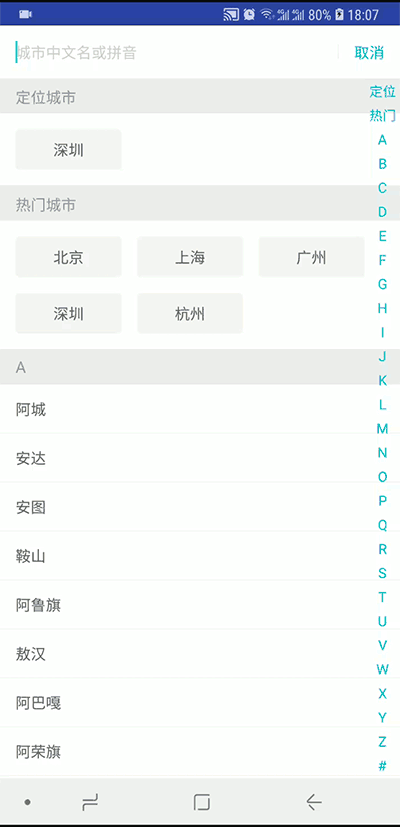 80% 18:07
城市中文名或拼音 取消
定位城市
深圳
热门城市
北京 上海 广州
深圳 杭州
A
阿城
安达
安图
鞍山
阿鲁旗
敖汉
阿巴嘎
阿荣旗
定位
热门
A
B
C
D
E
F
G
H
I
J
K
L
M
N
O
P
Q
R
S
T
U
V
W
X
Y
Z
#